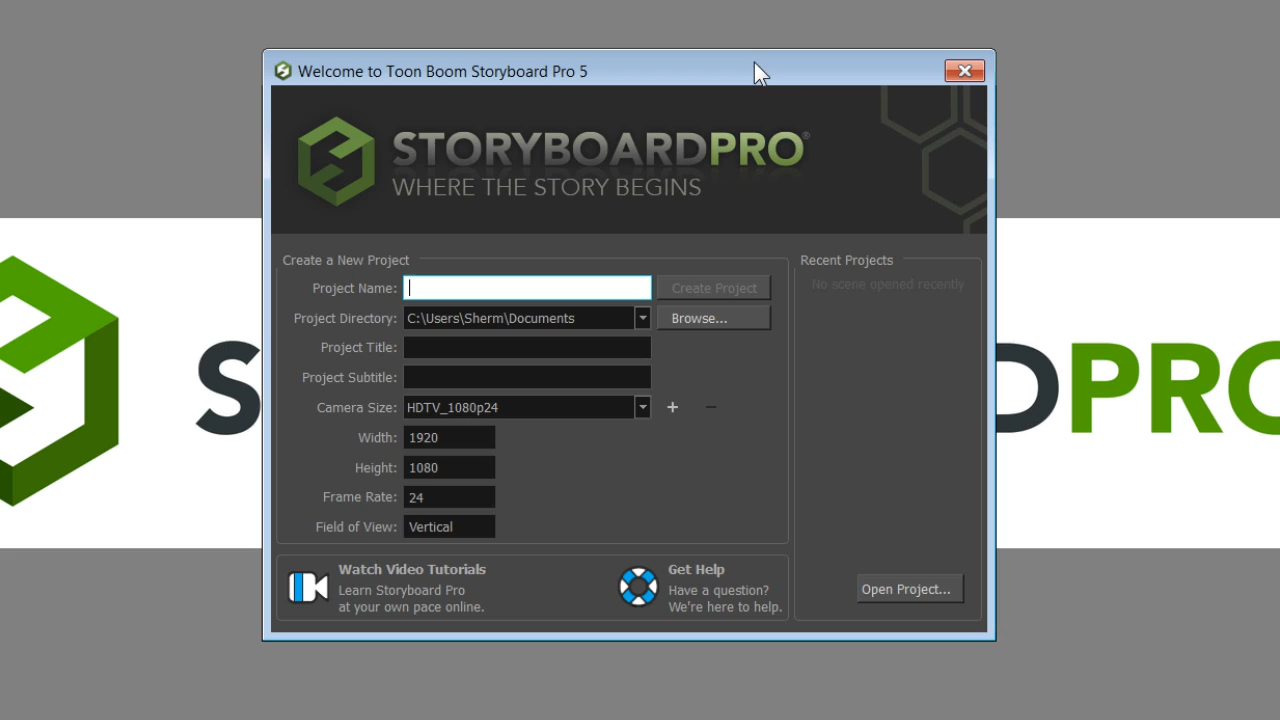 Welcome to Toon Boom Storyboard Pro 5
STORYBOARDPRO®
WHERE THE STORY BEGINS
Create a New Project
Project Name:
Create Project
Project Directory: C:\Users\Sherm\Documents
Browse...
Project Title:
Project Subtitle:
Camera Size: HDTV_1080p24
+ −
Width: 1920
Height: 1080
Frame Rate: 24
Field of View: Vertical
Recent Projects
No scene opened recently
Open Project...
Watch Video Tutorials
Learn Storyboard Pro
at your own pace online.
Get Help
Have a question?
We're here to help.
S
DPRO